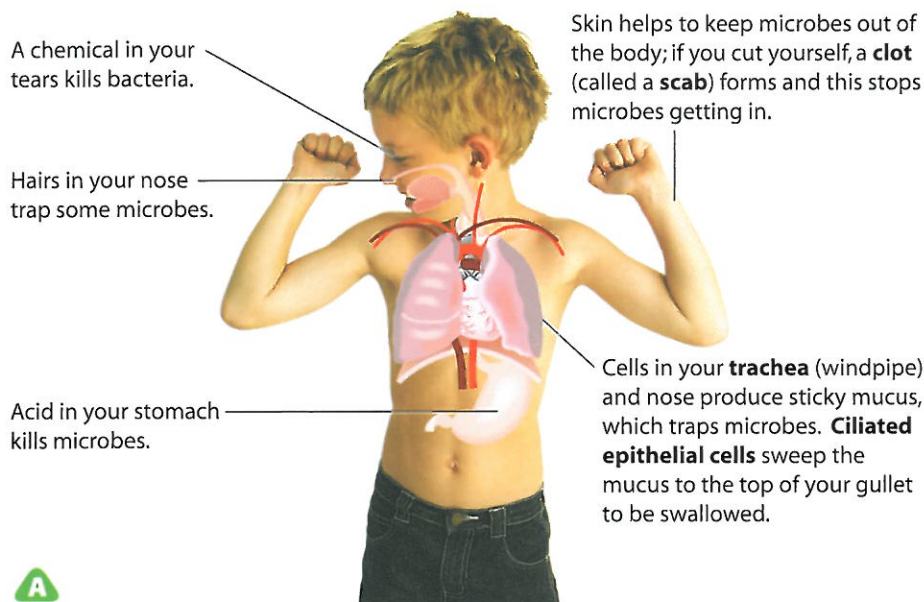 A chemical in your
tears kills bacteria.
Hairs in your nose
trap some microbes.
Acid in your stomach
kills microbes.
Skin helps to keep microbes out of
the body; if you cut yourself, a clot
(called a scab) forms and this stops
microbes getting in.
Cells in your trachea (windpipe)
and nose produce sticky mucus,
which traps microbes. Ciliated
epithelial cells sweep the
mucus to the top of your gullet
to be swallowed.
A